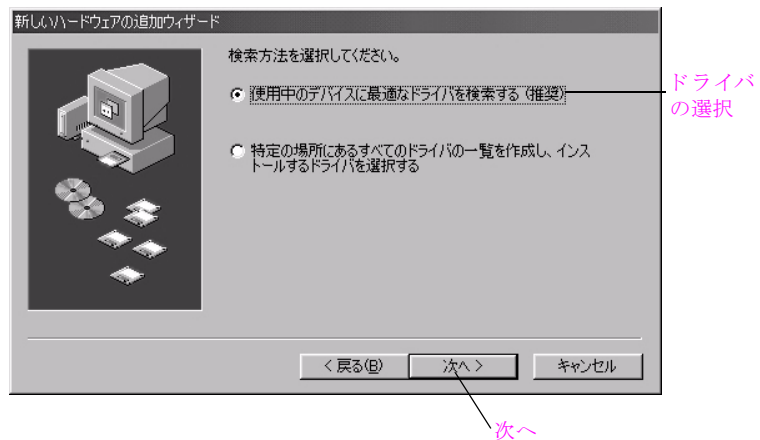 新しいハードウェアの追加ウィザード
検索方法を選択してください。
使用中のデバイスに最適なドライバを検索する (推奨)
ドライバ
の選択
特定の場所にあるすべてのドライバの一覧を作成し、インス
トールするドライバを選択する
< 戻る(B)
次へ >
キャンセル
次へ